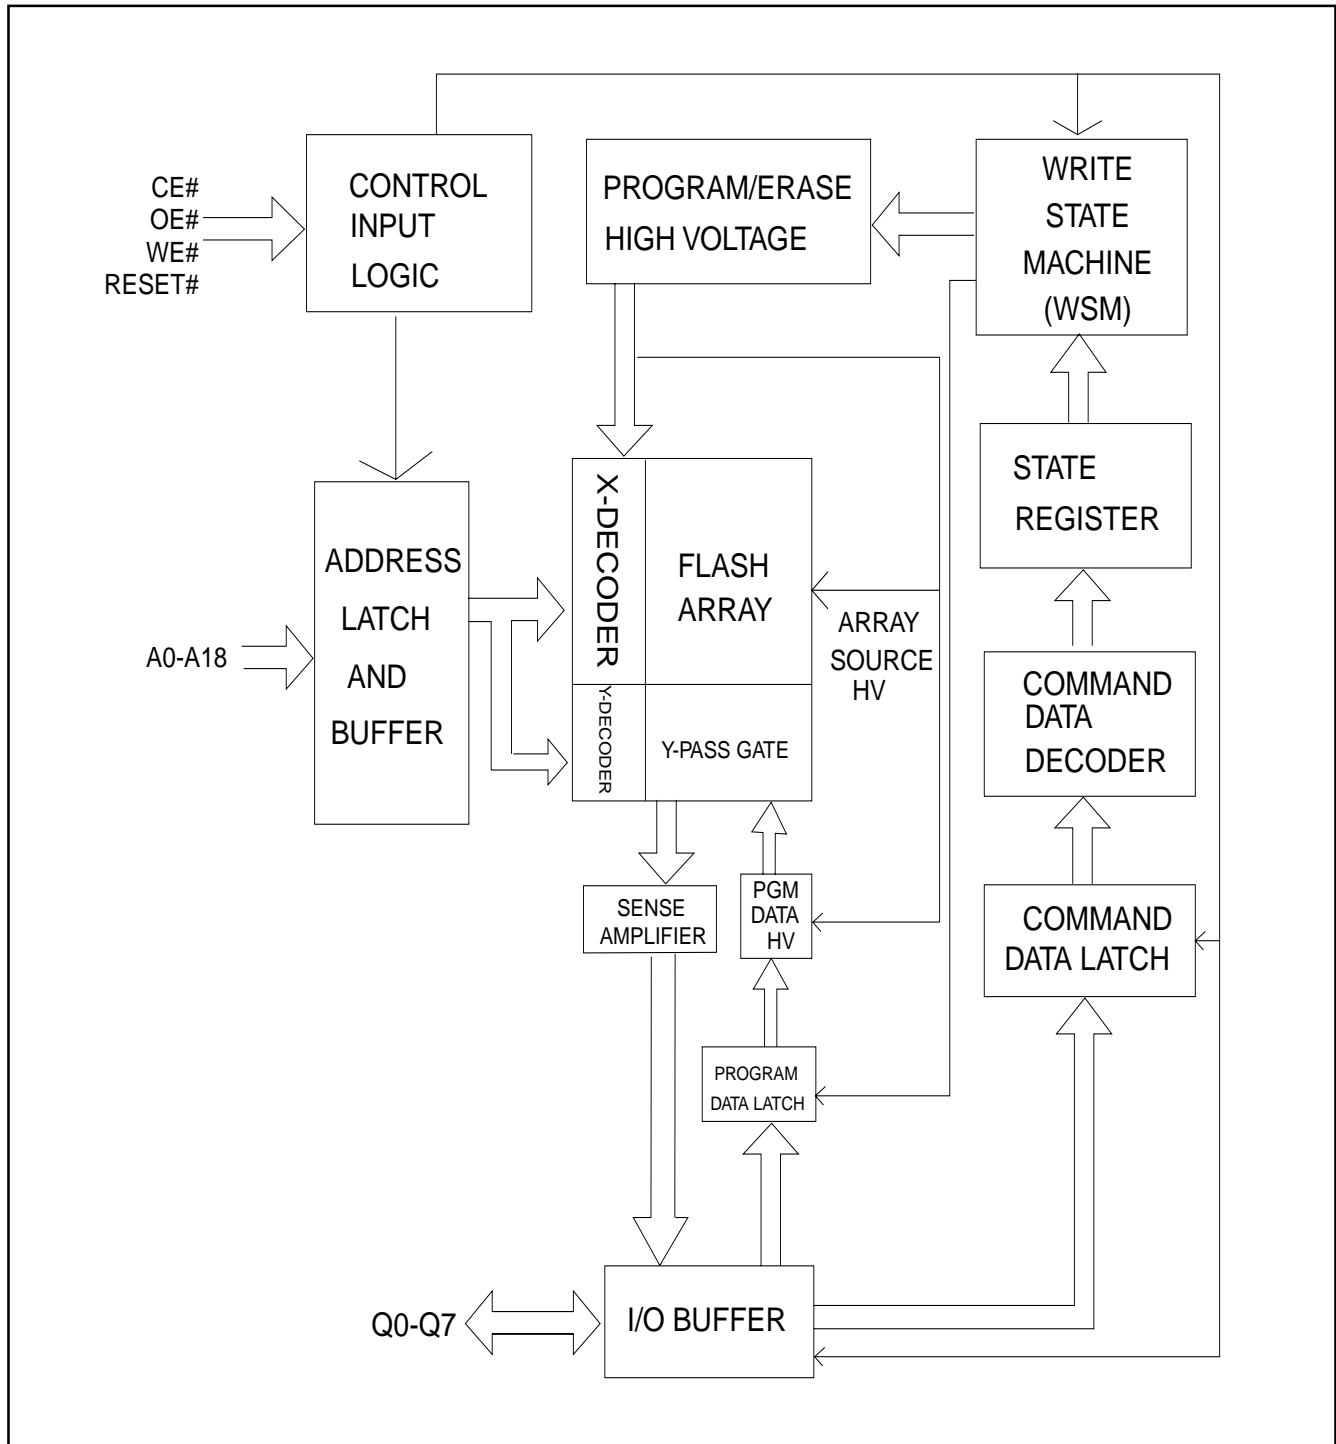 CE#
OE#
WE#
RESET#
CONTROL
INPUT
LOGIC
PROGRAM/ERASE
HIGH VOLTAGE
WRITE
STATE
MACHINE
(WSM)
STATE
REGISTER
X-DECODER
FLASH
ARRAY
ADDRESS
LATCH
AND
BUFFER
A0-A18
ARRAY
SOURCE
HV
Y-DECODER
Y-PASS GATE
COMMAND
DATA
DECODER
SENSE
AMPLIFIER
PGM
DATA
HV
COMMAND
DATA LATCH
PROGRAM
DATA LATCH
Q0-Q7
I/O BUFFER